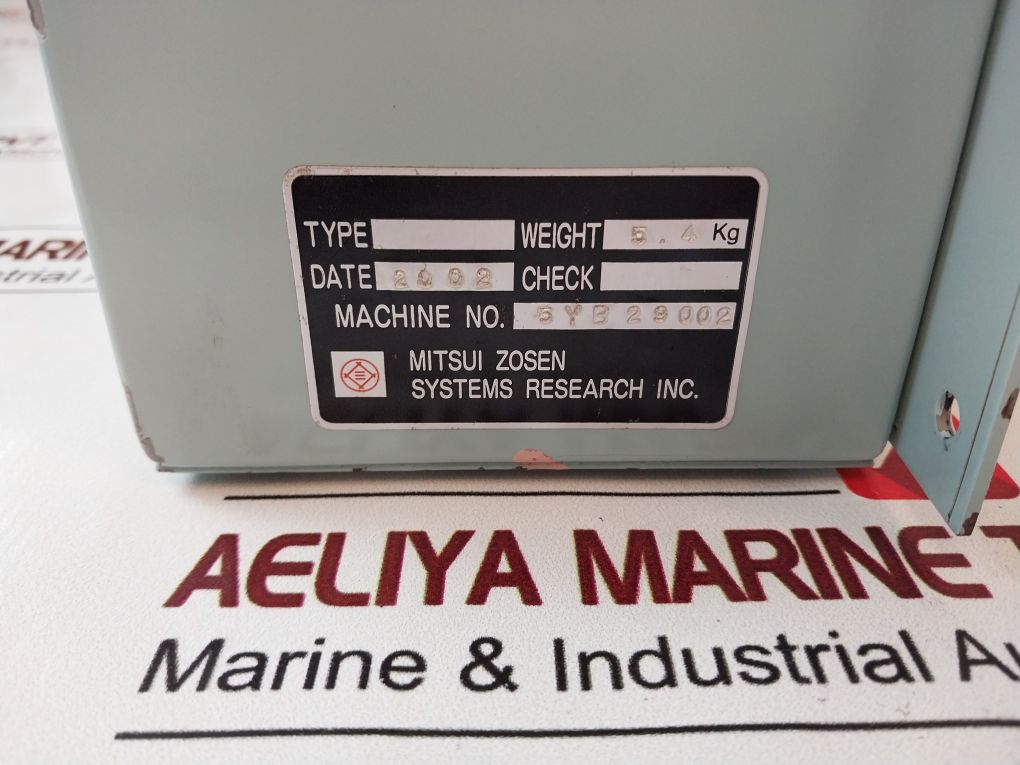 TYPE WEIGHT 5.4 Kg
DATE 2002 CHECK
MACHINE NO. 5YB29002
MITSUI ZOSEN
SYSTEMS RESEARCH INC.
AELIYA MARINE T
Marine & Industrial Au